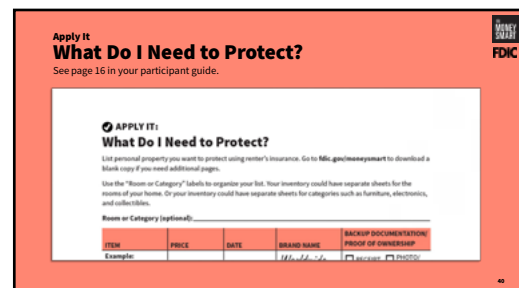 Apply It
What Do I Need to Protect?
See page 16 in your participant guide.
MONEY
SMART
FDIC
APPLY IT:
What Do I Need to Protect?
List personal property you want to protect using renter's insurance. Go to fdic.gov/moneysmart to download a
blank copy if you need additional pages.
Use the "Room or Category" labels to organize your list. Your inventory could have separate sheets for the
rooms of your home. Or your inventory could have separate sheets for categories such as furniture, electronics,
and collectibles.
Room or Category (optional):
BACKUP DOCUMENTATION/
ITEM PRICE DATE BRAND NAME PROOF OF OWNERSHIP
Example: RECEIPT PHOTO/
40